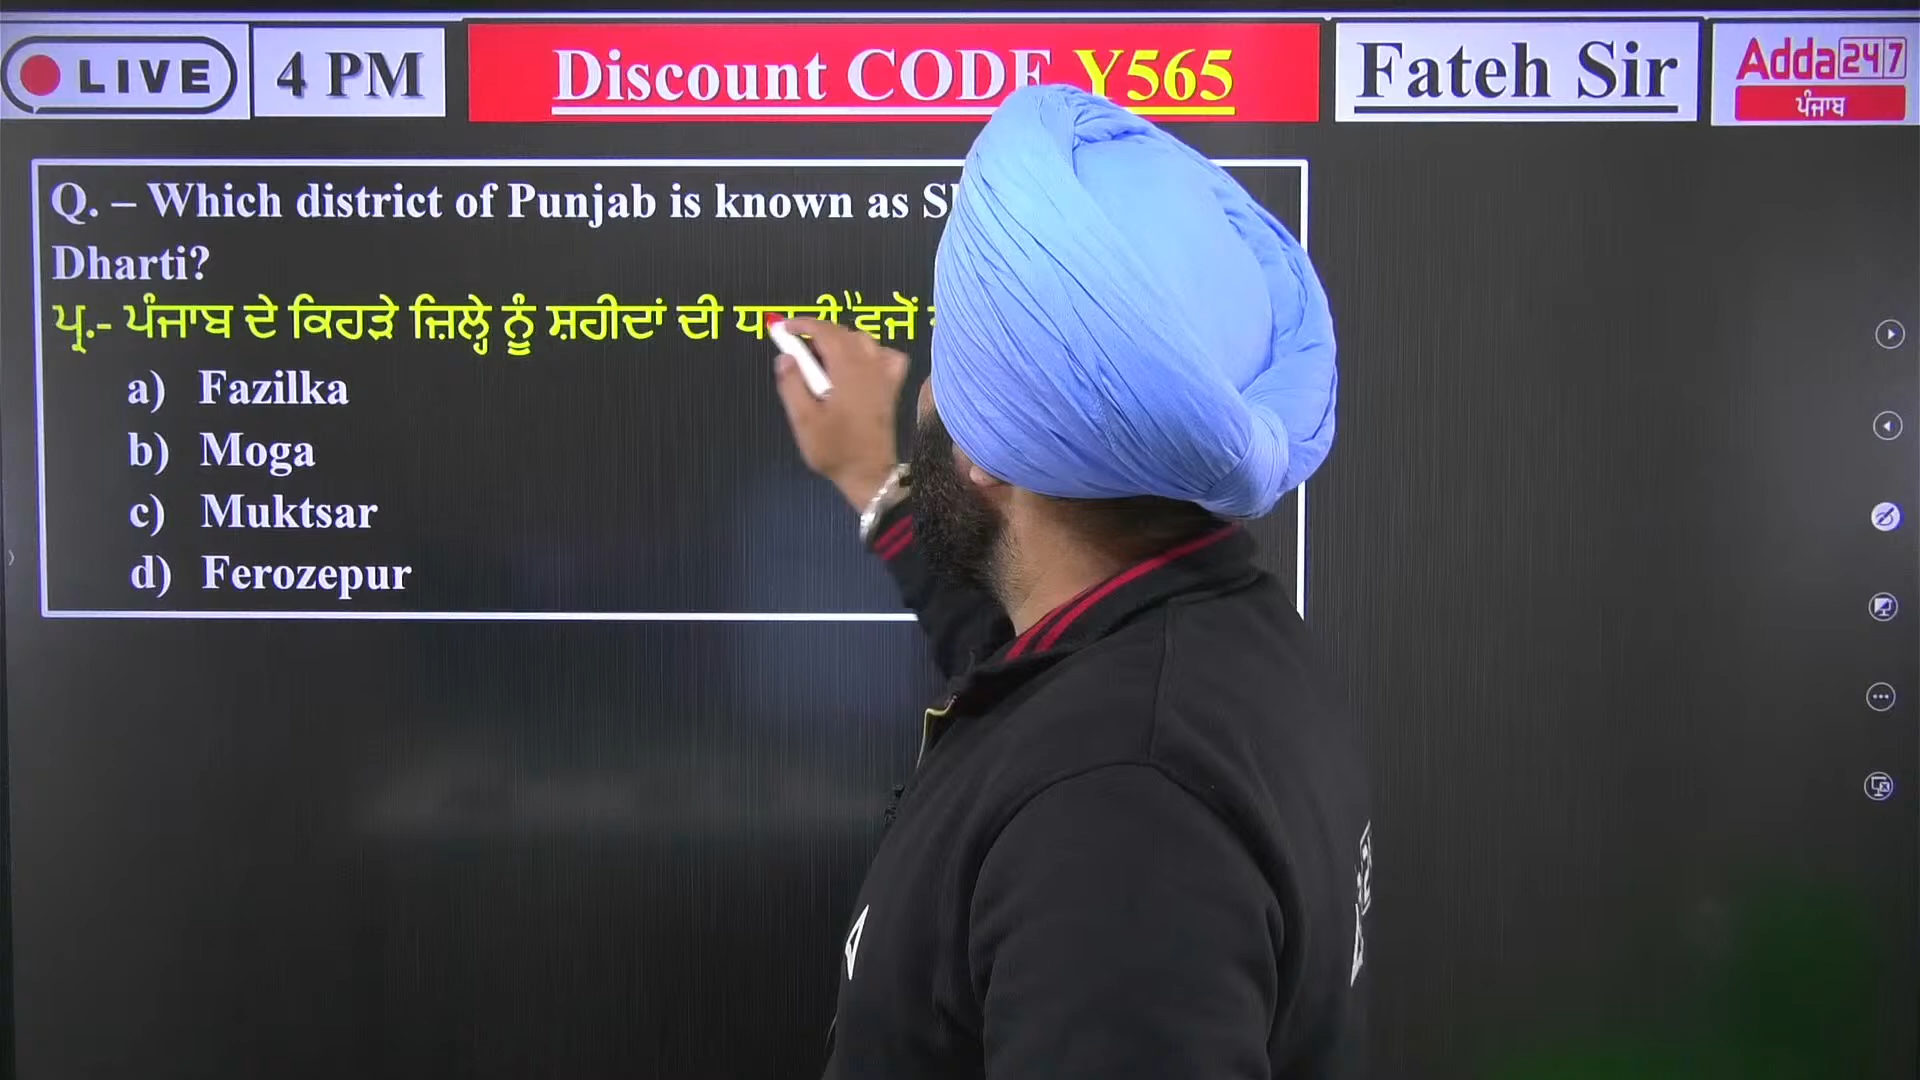 LIVE
4 PM
Discount CODE Y565
Fateh Sir
Adda247
ਪੰਜਾਬ
Q. – Which district of Punjab is known as
Dharti?
ਪ੍ਰ.- ਪੰਜਾਬ ਦੇ ਕਿਹੜੇ ਜ਼ਿਲ੍ਹੇ ਨੂੰ ਸ਼ਹੀਦਾਂ ਦੀ ਵਜੋਂ
a) Fazilka
b) Moga
c) Muktsar
d) Ferozepur